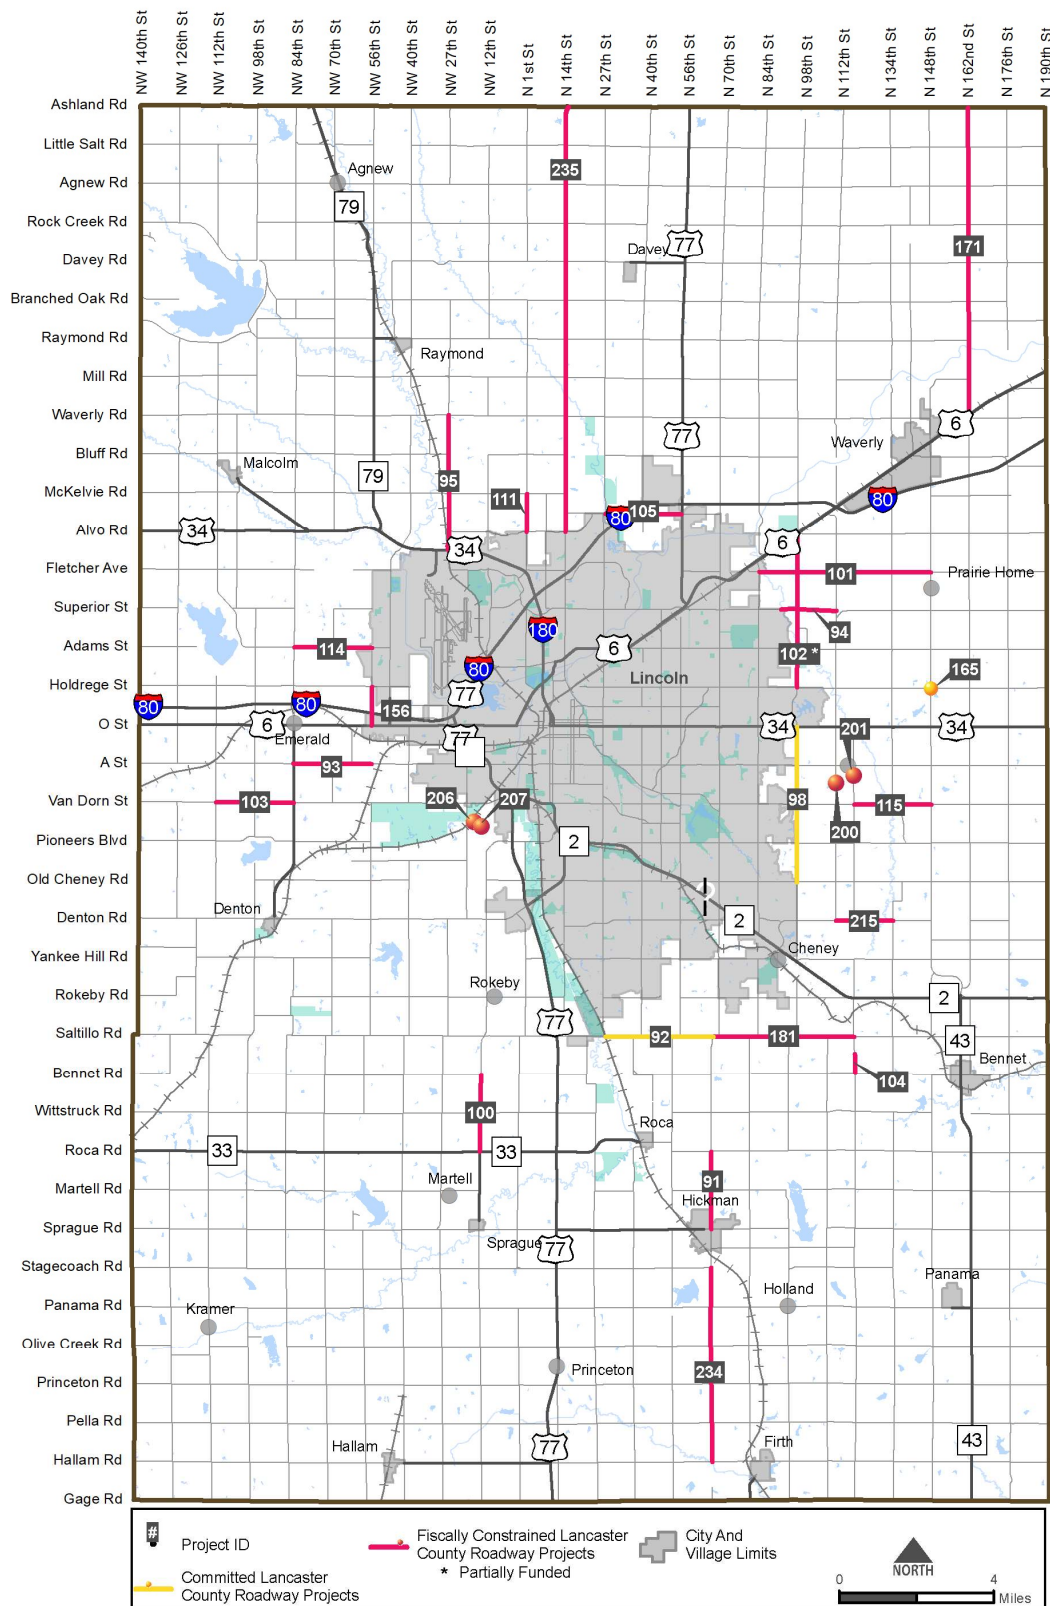 NW 140th St
NW 126th St
NW 112th St
NW 98th St
NW 84th St
NW 70th St
NW 56th St
NW 40th St
NW 27th St
NW 12th St
N 1st St
N 14th St
N 27th St
N 40th St
N 56th St
N 70th St
N 84th St
N 98th St
N 112th St
N 134th St
N 148th St
N 162nd St
N 176th St
N 190th St
Ashland Rd
Little Salt Rd
Agnew Rd
Rock Creek Rd
Davey Rd
Branched Oak Rd
Raymond Rd
Mill Rd
Waverly Rd
Bluff Rd
McKelvie Rd
Alvo Rd
Fletcher Ave
Superior St
Adams St
Holdrege St
O St
A St
Van Dorn St
Pioneers Blvd
Old Cheney Rd
Denton Rd
Yankee Hill Rd
Rokeby Rd
Saltillo Rd
Bennet Rd
Wittstruck Rd
Roca Rd
Martell Rd
Sprague Rd
Stagecoach Rd
Panama Rd
Olive Creek Rd
Princeton Rd
Pella Rd
Hallam Rd
Gage Rd
Agnew
235
79
Davey
77
171
Raymond
6
77
Waverly
Malcolm
79
95
111
80
105
80
34
34
6
101
Prairie Home
94
180
114
6
102 *
80
Lincoln
165
77
80
80
156
6
Emerald
77
34
201
34
93
103
206
207
98
115
200
2
Denton
2
215
Cheney
Rokeby
2
77
43
92
181
Bennet
104
100
Roca
33
33
Martell
91
Hickman
Sprague
77
Holland
Panama
Kramer
Princeton
234
Hallam
77
Firth
43
#
Project ID
Committed Lancaster
County Roadway Projects
Fiscally Constrained Lancaster
County Roadway Projects
* Partially Funded
City And
Village Limits
NORTH
0
4
Miles